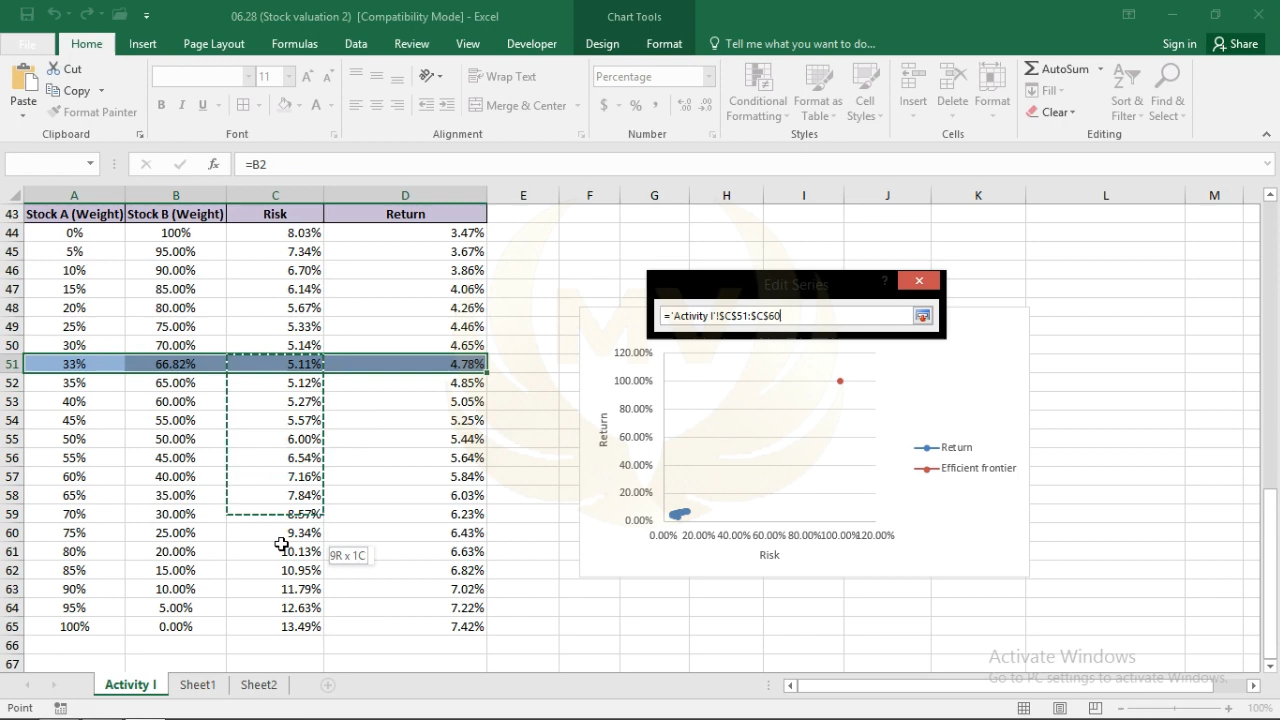 06.28 (Stock valuation 2) [Compatibility Mode] - Excel
Chart Tools
File
Home
Insert
Page Layout
Formulas
Data
Review
View
Developer
Design
Format
Tell me what you want to do...
Sign in
Share
Paste
Cut
Copy
Format Painter
Clipboard
11
B I U
A
Font
Wrap Text
Merge & Center
Alignment
Percentage
$ % ,
Number
Conditional Formatting
Format as Table
Cell Styles
Styles
Insert
Delete
Format
Cells
AutoSum
Fill
Clear
Sort & Filter
Find & Select
Editing
fx
=B2
A B C D E F G H I J K L M
43 Stock A (Weight) Stock B (Weight) Risk Return
44 0% 100% 8.03% 3.47%
45 5% 95.00% 7.34% 3.67%
46 10% 90.00% 6.70% 3.86%
47 15% 85.00% 6.14% 4.06%
48 20% 80.00% 5.67% 4.26%
49 25% 75.00% 5.33% 4.46%
50 30% 70.00% 5.14% 4.65%
51 33% 66.82% 5.11% 4.78%
52 35% 65.00% 5.12% 4.85%
53 40% 60.00% 5.27% 5.05%
54 45% 55.00% 5.57% 5.25%
55 50% 50.00% 6.00% 5.44%
56 55% 45.00% 6.54% 5.64%
57 60% 40.00% 7.16% 5.84%
58 65% 35.00% 7.84% 6.03%
59 70% 30.00% 8.57% 6.23%
60 75% 25.00% 9.34% 6.43%
61 80% 20.00% 10.13% 6.63%
62 85% 15.00% 10.95% 6.82%
63 90% 10.00% 11.79% 7.02%
64 95% 5.00% 12.63% 7.22%
65 100% 0.00% 13.49% 7.42%
66
67
9R x 1C
Edit Series
?
='Activity I'!$C$51:$C$60
MV
120.00%
100.00%
80.00%
60.00%
40.00%
20.00%
0.00%
Return
0.00% 20.00% 40.00% 60.00% 80.00% 100.00% 120.00%
Risk
Return
Efficient frontier
Activate Windows
Go to PC settings to activate Windows.
Activity I
Sheet1
Sheet2
Point
100%